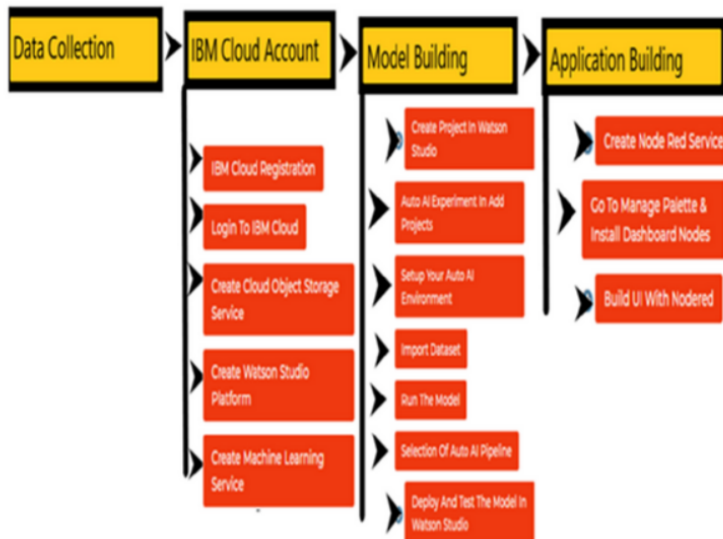 Data Collection
IBM Cloud Account
Model Building
Application Building
IBM Cloud Registration
Login To IBM Cloud
Create Cloud Object Storage
Service
Create Watson Studio
Platform
Create Machine Learning
Service
Create Project In Watson
Studio
Auto AI Experiment In Add
Projects
Setup Your Auto AI
Environment
Import Dataset
Run The Model
Selection Of Auto AI Pipeline
Deploy And Test The Model In
Watson Studio
Create Node Red Service
Go To Manage Palette &
Install Dashboard Nodes
Build UI With Nodered